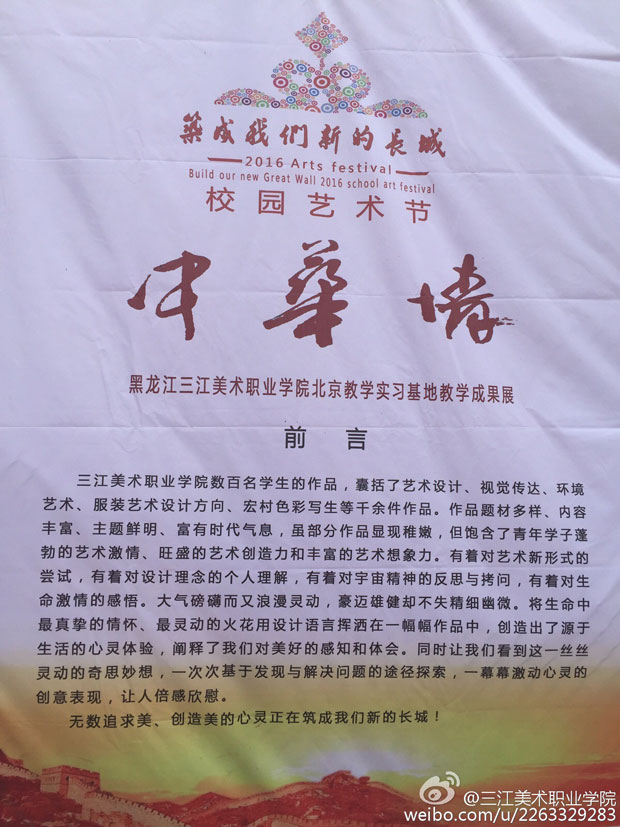 築成我们新的長城
2016 Arts festival
Build our new Great Wall 2016 school art festival
校园艺术节
中華情
黑龙江三江美术职业学院北京教学实习基地教学成果展
前 言
三江美术职业学院数百名学生的作品，囊括了艺术设计、视觉传达、环境
艺术、服装艺术设计方向、宏村色彩写生等千余件作品。作品题材多样、内容
丰富、主题鲜明、富有时代气息，虽部分作品显现稚嫩，但饱含了青年学子蓬
勃的艺术激情、旺盛的艺术创造力和丰富的艺术想象力。有着对艺术新形式的
尝试，有着对设计理念的个人理解，有着对宇宙精神的反思与拷问，有着对生
命激情的感悟。大气磅礴而又浪漫灵动，豪迈雄健却不失精细幽微。将生命中
最真挚的情怀、最灵动的火花用设计语言挥洒在一幅幅作品中，创造出了源于
生活的心灵体验，阐释了我们对美好的感知和体会。同时让我们看到这一丝丝
灵动的奇思妙想，一次次基于发现与解决问题的途径探索，一幕幕激动心灵的
创意表现，让人倍感欣慰。
无数追求美、创造美的心灵正在筑成我们新的长城！
@三江美术职业学院
weibo.com/u/2263329283